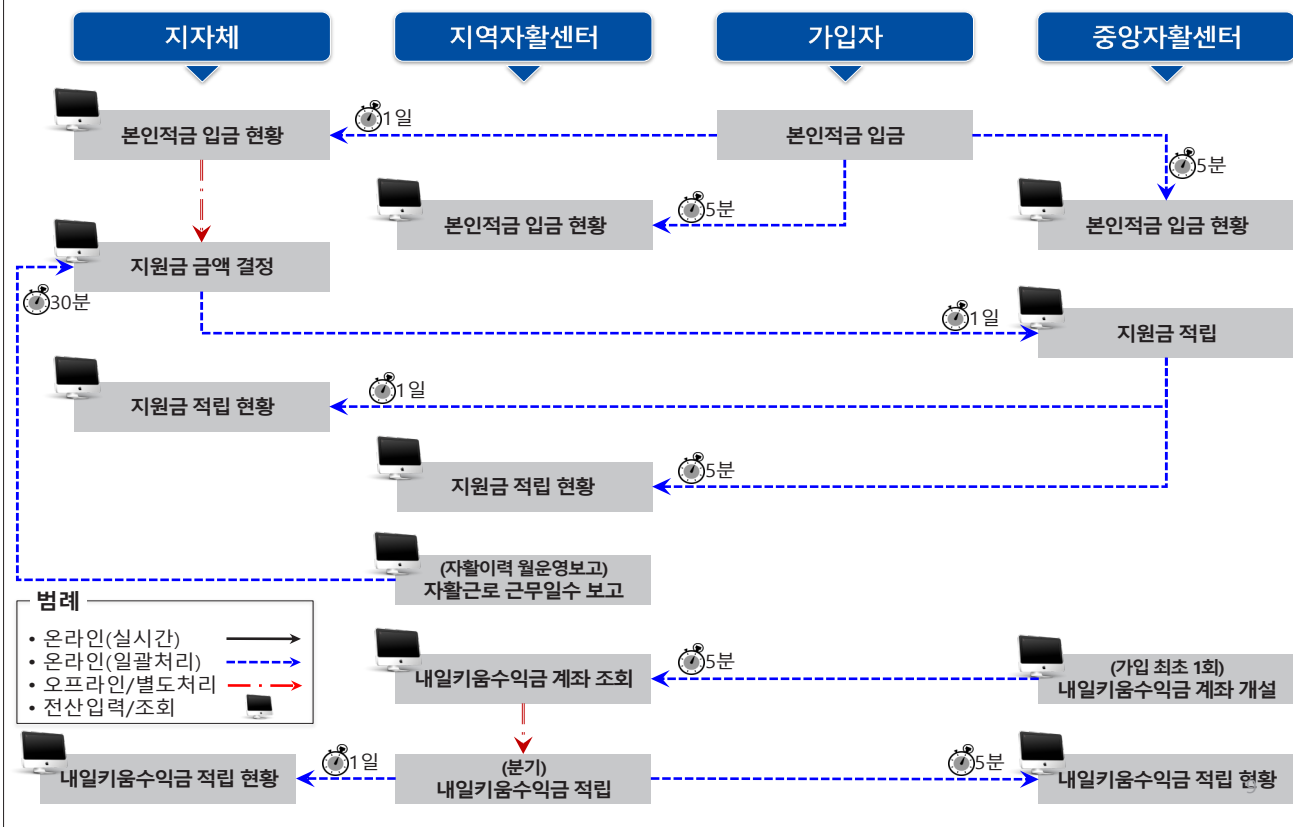 지자체
지역자활센터
가입자
중앙자활센터
본인적금 입금 현황
1일
본인적금 입금
5분
본인적금 입금 현황
5분
본인적금 입금 현황
지원금 금액 결정
30분
1일
지원금 적립
지원금 적립 현황
1일
지원금 적립 현황
5분
(자활이력 월운영보고)
자활근로 근무일수 보고
범례
• 온라인(실시간)
• 온라인(일괄처리)
• 오프라인/별도처리
• 전산입력/조회
내일키움수익금 계좌 조회
5분
(가입 최초 1회)
내일키움수익금 계좌 개설
내일키움수익금 적립 현황
1일
(분기)
내일키움수익금 적립
5분
내일키움수익금 적립 현황
9